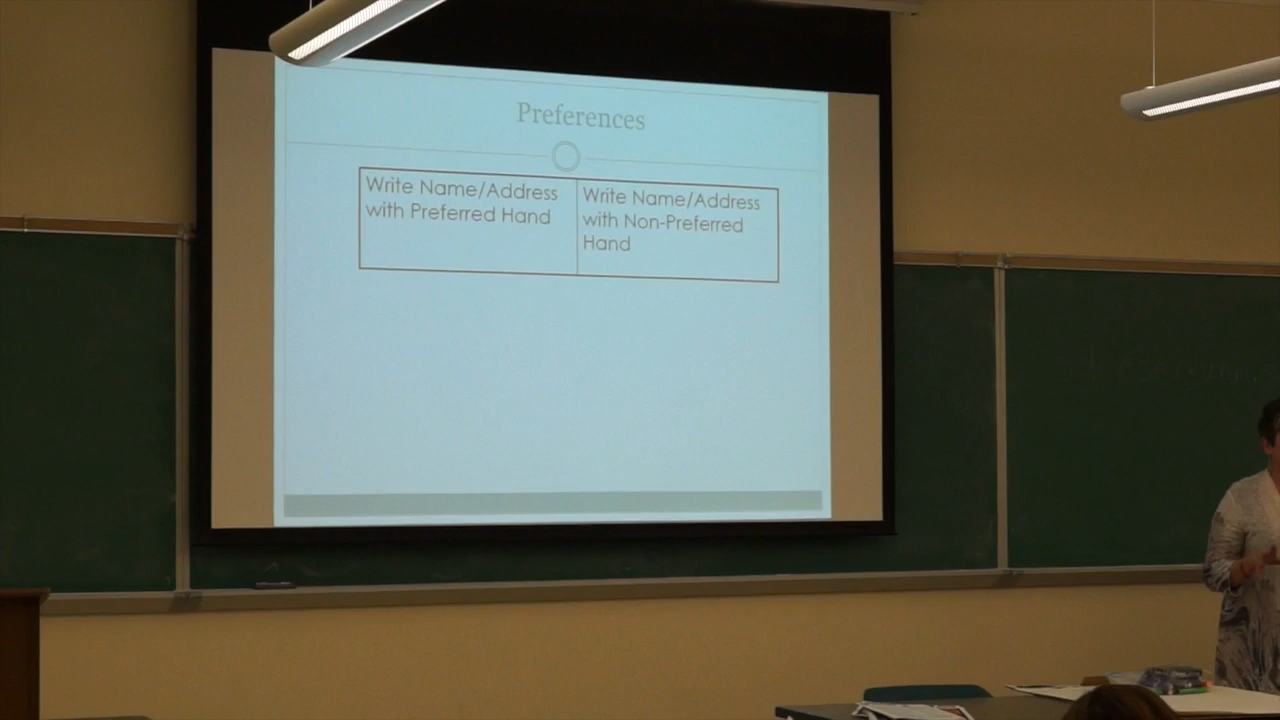 Preferences
Write Name/Address
with Preferred Hand
Write Name/Address
with Non-Preferred
Hand